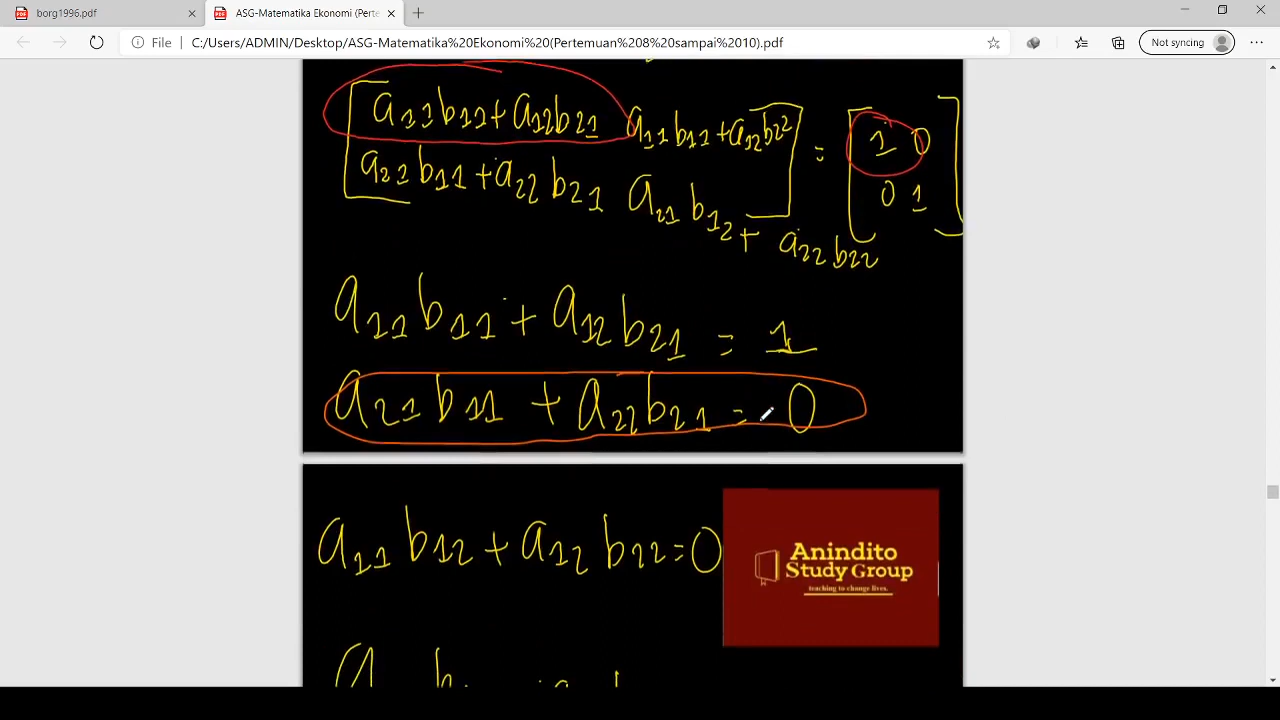 borg1996.pdf
ASG-Matematika Ekonomi (Perte
File
C:/Users/ADMIN/Desktop/ASG-Matematika%20Ekonomi%20(Pertemuan%208%20sampai%2010).pdf
Not syncing
a11b11+a12b21 a11b11+a12b22 = 1 0
a21b11+a22b21 a21b12+a22b22 0 1
a11b11+a12b21 = 1
a21b11+a22b21=0
a11b12+a12b22=0
Anindito
Study Group
teaching to change lives.